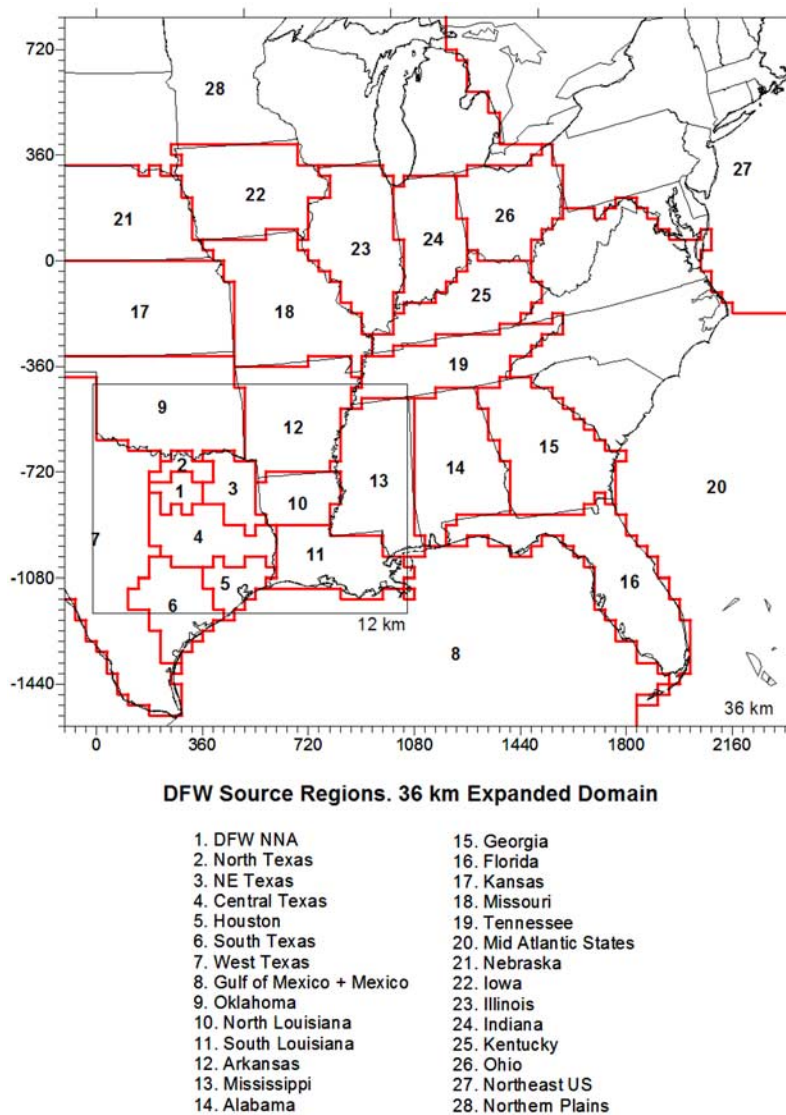 720
28
27
360
22
21
26
24
23
0
25
17
18
-360
19
9
12
15
-720
2
13
14
1
3
20
10
4
7
11
-1080
5
16
6
12 km
8
-1440
36 km
0 360 720 1080 1440 1800 2160
DFW Source Regions. 36 km Expanded Domain
1. DFW NNA
2. North Texas
3. NE Texas
4. Central Texas
5. Houston
6. South Texas
7. West Texas
8. Gulf of Mexico + Mexico
9. Oklahoma
10. North Louisiana
11. South Louisiana
12. Arkansas
13. Mississippi
14. Alabama
15. Georgia
16. Florida
17. Kansas
18. Missouri
19. Tennessee
20. Mid Atlantic States
21. Nebraska
22. Iowa
23. Illinois
24. Indiana
25. Kentucky
26. Ohio
27. Northeast US
28. Northern Plains